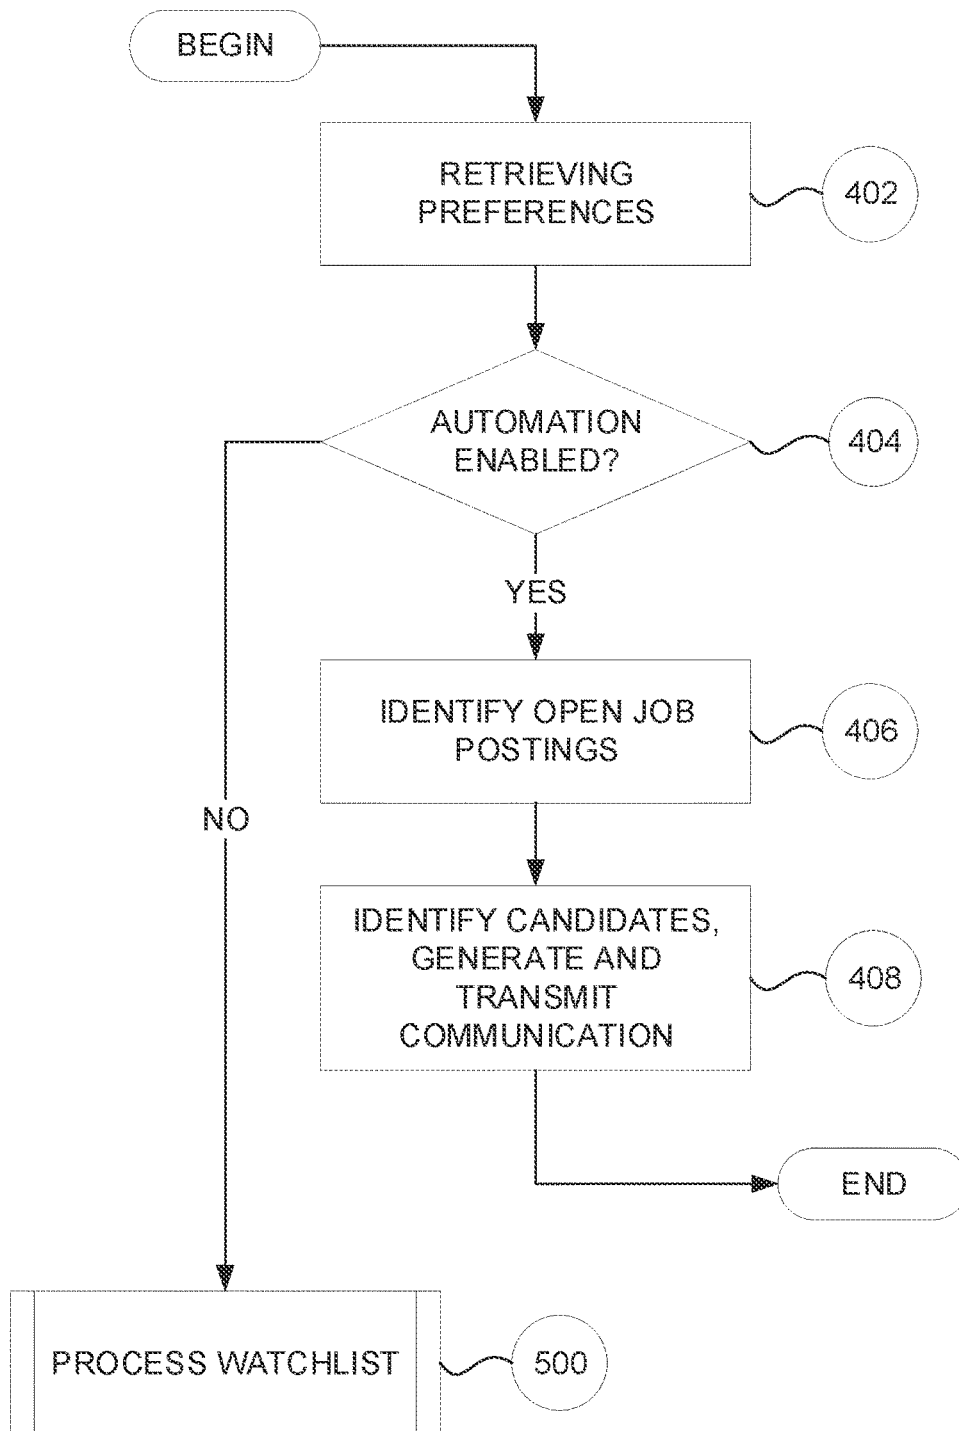 BEGIN
RETRIEVING
PREFERENCES
402
AUTOMATION
ENABLED?
404
YES
IDENTIFY OPEN JOB
POSTINGS
406
NO
IDENTIFY CANDIDATES,
GENERATE AND
TRANSMIT
COMMUNICATION
408
END
PROCESS WATCHLIST
500